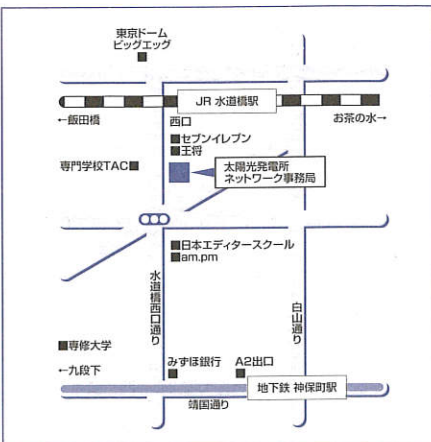 東京ドーム
ビッグエッグ
JR 水道橋駅
←飯田橋
西口
お茶の水→
セブンイレブン
王将
専門学校TAC
太陽光発電所
ネットワーク事務局
日本エディタースクール
am.pm
水道橋西口通り
白山通り
専修大学
みずほ銀行
A2出口
←九段下
地下鉄 神保町駅
靖国通り